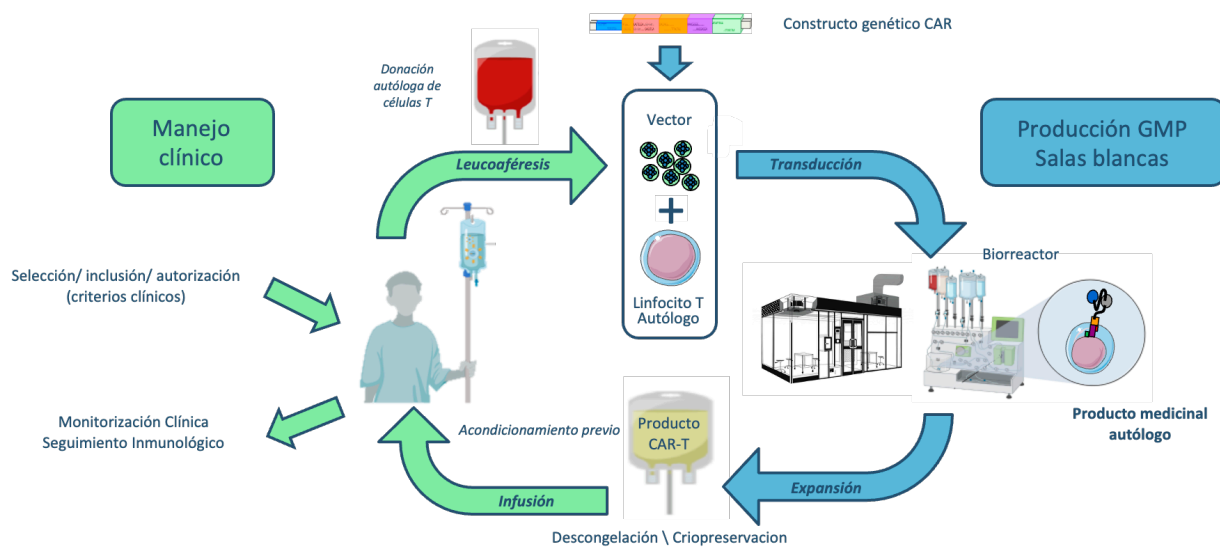 Constructo genético CAR
Donación
autóloga de
células T
Manejo
clínico
Vector
Producción GMP
Salas blancas
Leucoaféresis
Transducción
Linfocito T
Autólogo
Biorreactor
Selección/ inclusión/ autorización
(criterios clínicos)
Monitorización Clínica
Seguimiento Inmunológico
Acondicionamiento previo
Producto
CAR-T
Producto medicinal
autólogo
Infusión
Expansión
Descongelación \ Criopreservacion